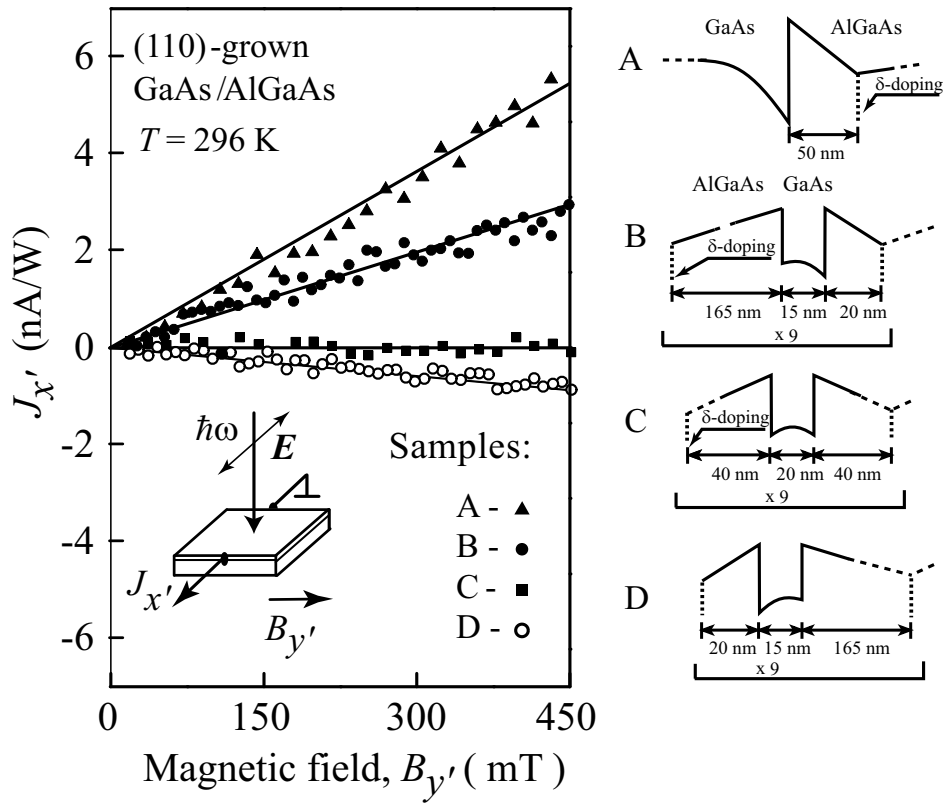 6
4
2
0
-2
-4
-6
J_x' (nA/W)
(110)-grown
GaAs/AlGaAs
T = 296 K
ħω
E
J_x'
B_y'
Samples:
A - ▲
B - ●
C - ■
D - ○
0 150 300 450
Magnetic field, B_y' ( mT )
GaAs AlGaAs
A
δ-doping
50 nm
AlGaAs GaAs
B
δ-doping
165 nm 15 nm 20 nm
x 9
C
δ-doping
40 nm 20 nm 40 nm
x 9
D
20 nm 15 nm 165 nm
x 9